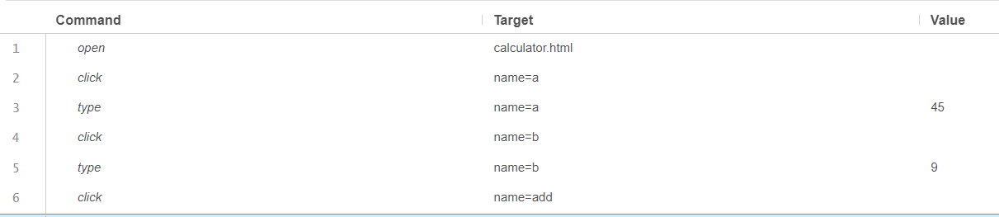 Command Target Value
1 open calculator.html
2 click name=a
3 type name=a 45
4 click name=b
5 type name=b 9
6 click name=add